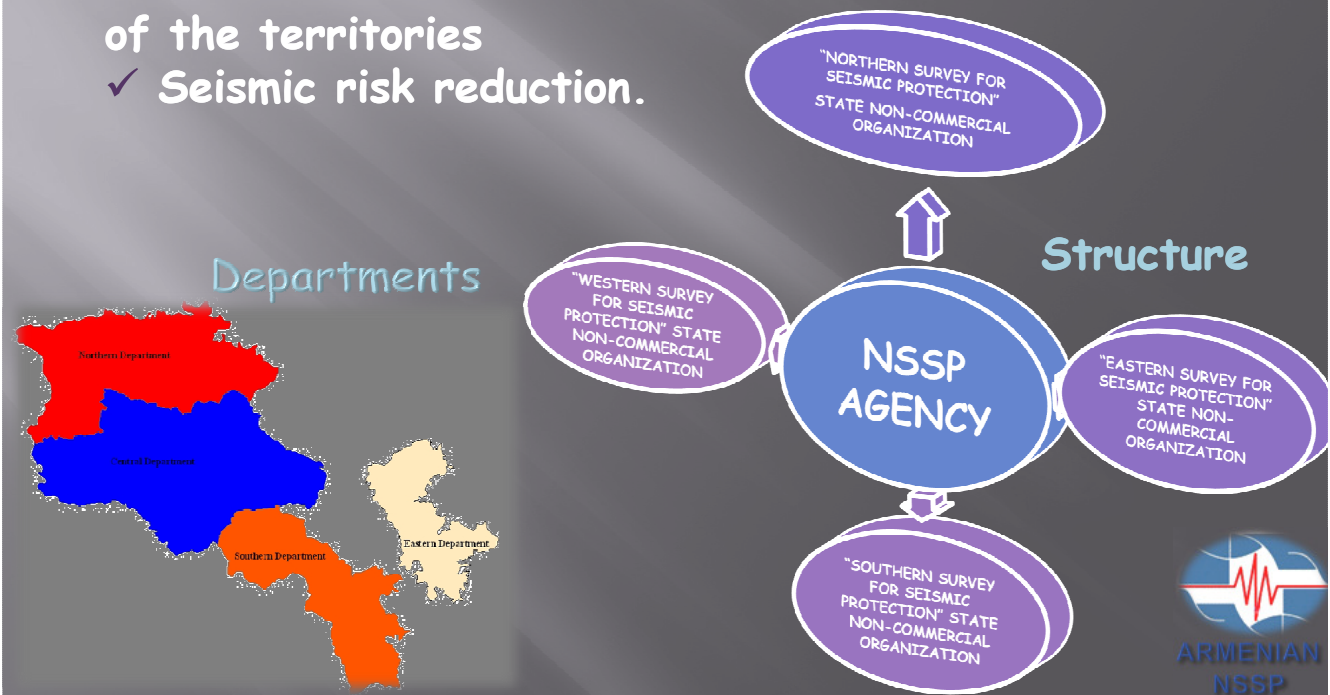 of the territories
✓ Seismic risk reduction.
"NORTHERN SURVEY FOR
SEISMIC PROTECTION"
STATE NON-COMMERCIAL
ORGANIZATION
Structure
Departments
"WESTERN SURVEY
FOR SEISMIC
PROTECTION" STATE
NON-COMMERCIAL
ORGANIZATION
NSSP
AGENCY
"EASTERN SURVEY FOR
SEISMIC PROTECTION"
STATE NON-
COMMERCIAL
ORGANIZATION
Northern Department
Central Department
Southern Department
Eastern Department
"SOUTHERN SURVEY
FOR SEISMIC
PROTECTION" STATE
NON-COMMERCIAL
ORGANIZATION
ARMENIAN
NSSP